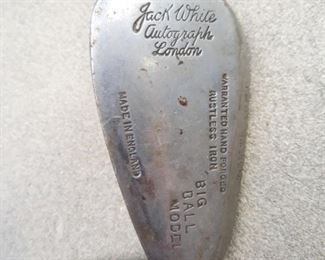 Jack White
Autograph
London
WARRANTED HAND FORGED
RUSTLESS IRON
MADE IN ENGLAND
BIG
BALL
MODEL